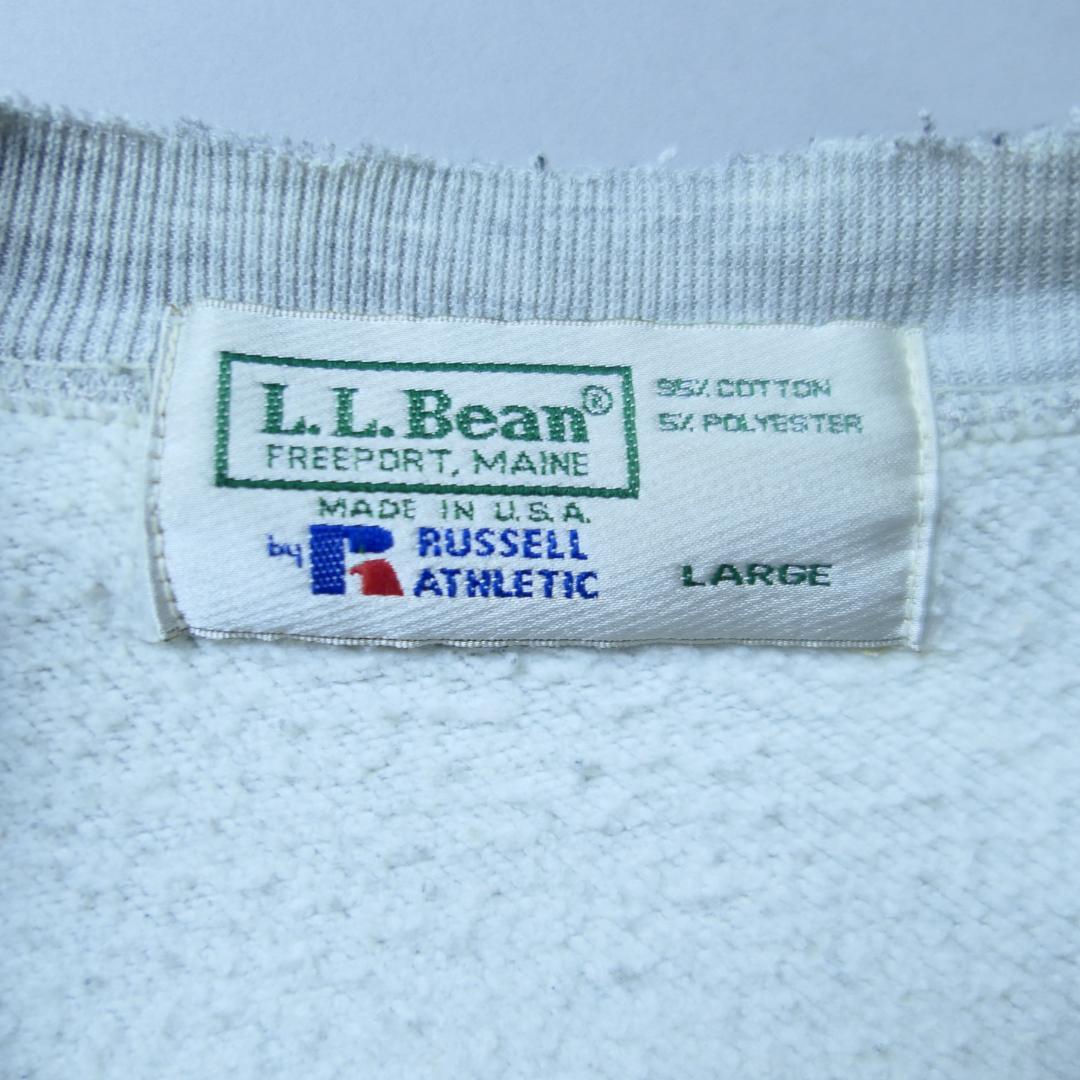 L.L.Bean®
FREEPORT, MAINE
MADE IN U.S.A.
by RUSSELL
ATHLETIC
95% COTTON
5% POLYESTER
LARGE